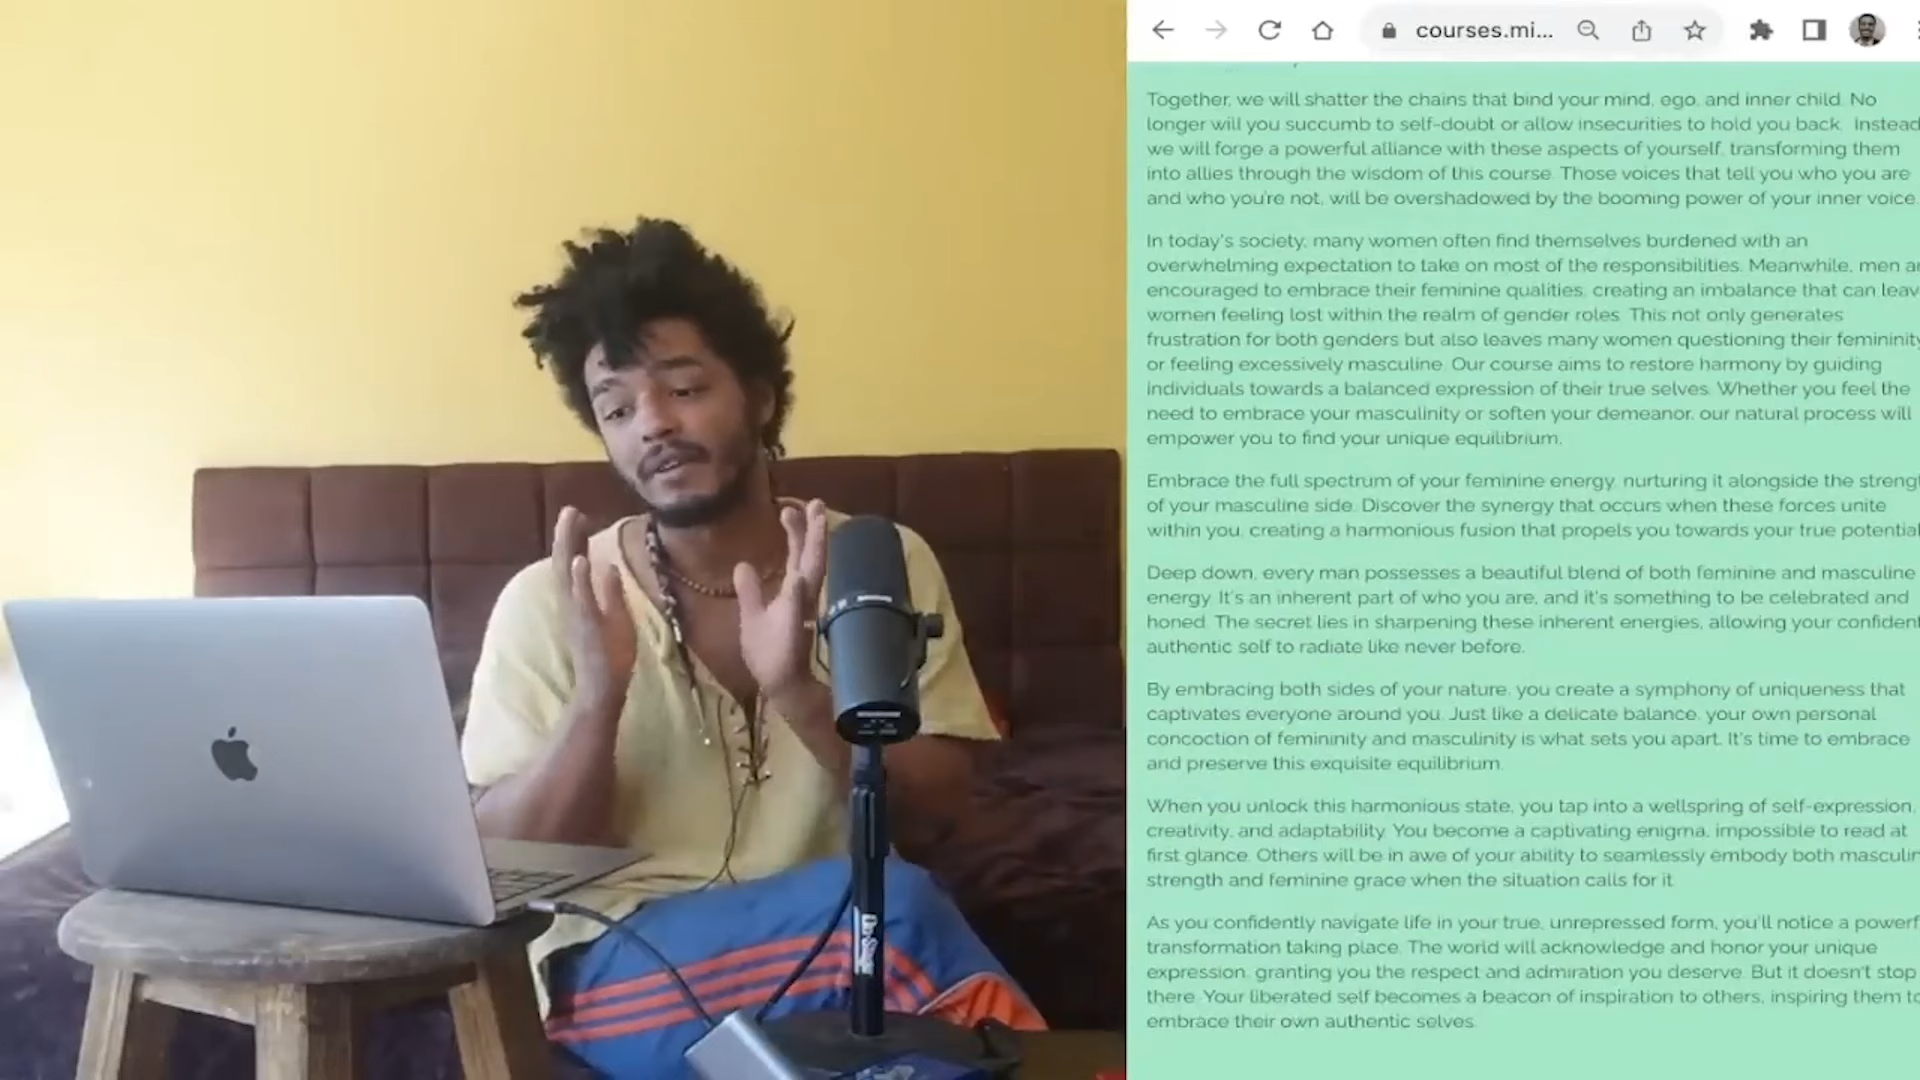 courses.mi...
Together, we will shatter the chains that bind your mind, ego, and inner child. No
longer will you succumb to self-doubt or allow insecurities to hold you back. Instead
we will forge a powerful alliance with these aspects of yourself, transforming them
into allies through the wisdom of this course. Those voices that tell you who you are
and who you're not, will be overshadowed by the booming power of your inner voice.
In today's society, many women often find themselves burdened with an
overwhelming expectation to take on most of the responsibilities. Meanwhile, men ar
encouraged to embrace their feminine qualities, creating an imbalance that can leav
women feeling lost within the realm of gender roles. This not only generates
frustration for both genders but also leaves many women questioning their femininity
or feeling excessively masculine. Our course aims to restore harmony by guiding
individuals towards a balanced expression of their true selves. Whether you feel the
need to embrace your masculinity or soften your demeanor, our natural process will
empower you to find your unique equilibrium.
Embrace the full spectrum of your feminine energy, nurturing it alongside the strengt
of your masculine side. Discover the synergy that occurs when these forces unite
within you, creating a harmonious fusion that propels you towards your true potential
Deep down, every man possesses a beautiful blend of both feminine and masculine
energy. It's an inherent part of who you are, and it's something to be celebrated and
honed. The secret lies in sharpening these inherent energies, allowing your confident
authentic self to radiate like never before.
By embracing both sides of your nature, you create a symphony of uniqueness that
captivates everyone around you. Just like a delicate balance, your own personal
concoction of femininity and masculinity is what sets you apart. It's time to embrace
and preserve this exquisite equilibrium.
When you unlock this harmonious state, you tap into a wellspring of self-expression,
creativity, and adaptability. You become a captivating enigma, impossible to read at
first glance. Others will be in awe of your ability to seamlessly embody both masculin
strength and feminine grace when the situation calls for it.
As you confidently navigate life in your true, unrepressed form, you'll notice a powerf
transformation taking place. The world will acknowledge and honor your unique
expression, granting you the respect and admiration you deserve. But it doesn't stop
there. Your liberated self becomes a beacon of inspiration to others, inspiring them to
embrace their own authentic selves.
On-Stage